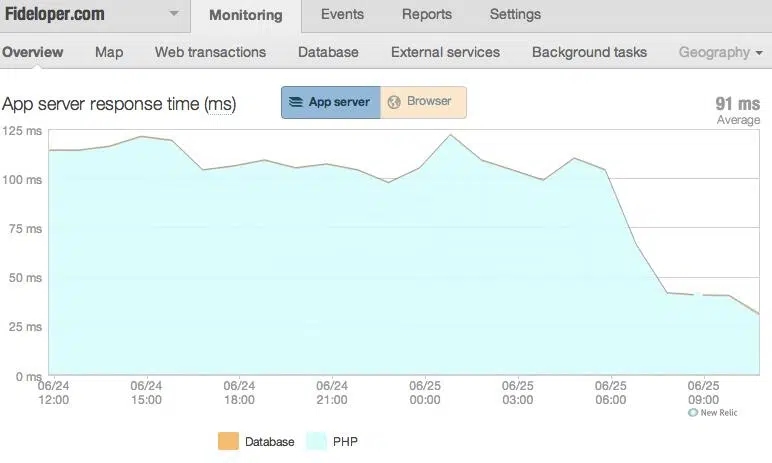 Fideloper.com Monitoring Events Reports Settings
Overview Map Web transactions Database External services Background tasks Geography
App server response time (ms) App server Browser 91 ms
Average
125 ms
100 ms
75 ms
50 ms
25 ms
0 ms
06/24 06/24 06/24 06/24 06/25 06/25 06/25 06/25
12:00 15:00 18:00 21:00 00:00 03:00 06:00 09:00
New Relic
Database PHP